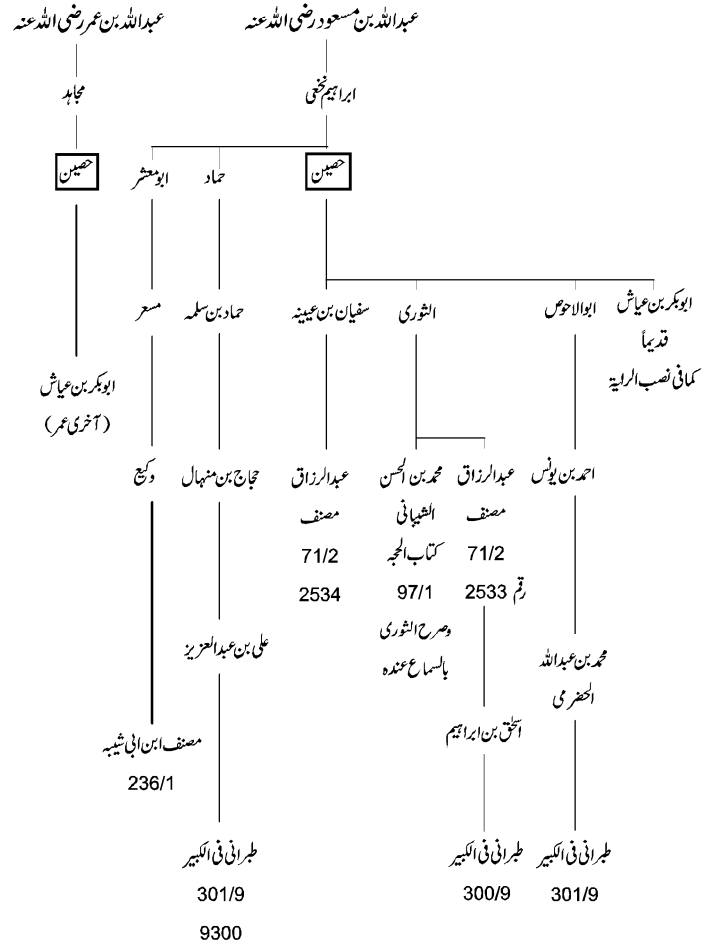 عبداللہ بن مسعود رضی اللہ عنہ
عبداللہ بن عمر رضی اللہ عنہ
ابراہیم نخعی
مجاہد
حصین
حماد
ابومعشر
حصین
ابوبکر بن عیاش
قدیماً
کما فی نصب الرایۃ
ابوالاحوص
الثوری
سفیان بن عیینہ
حماد بن سلمہ
مسعر
ابوبکر بن عیاش
(آخری عمر)
احمد بن یونس
عبدالرزاق
مصنف
71/2
رقم 2533
محمد بن الحسن
الشیبانی
کتاب الحجہ
97/1
وصرح الثوری
بالسماع عندہ
عبدالرزاق
مصنف
71/2
2534
حجاج بن منہال
وکیع
محمد بن عبداللہ
الحضرمی
علی بن عبدالعزیز
اسحٰق بن ابراہیم
مصنف ابن ابی شیبہ
236/1
طبرانی فی الکبیر
301/9
طبرانی فی الکبیر
300/9
طبرانی فی الکبیر
301/9
9300